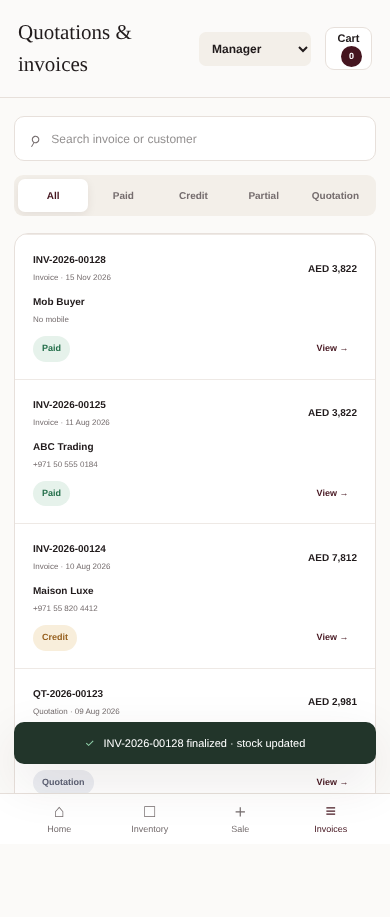 Quotations &
invoices
Manager
Cart
0
Search invoice or customer
All Paid Credit Partial Quotation
INV-2026-00128
AED 3,822
Invoice · 15 Nov 2026
Mob Buyer
No mobile
Paid
View →
INV-2026-00125
AED 3,822
Invoice · 11 Aug 2026
ABC Trading
+971 50 555 0184
Paid
View →
INV-2026-00124
AED 7,812
Invoice · 10 Aug 2026
Maison Luxe
+971 55 820 4412
Credit
View →
QT-2026-00123
AED 2,981
Quotation · 09 Aug 2026
✓ INV-2026-00128 finalized · stock updated
Quotation
View →
Home Inventory Sale Invoices